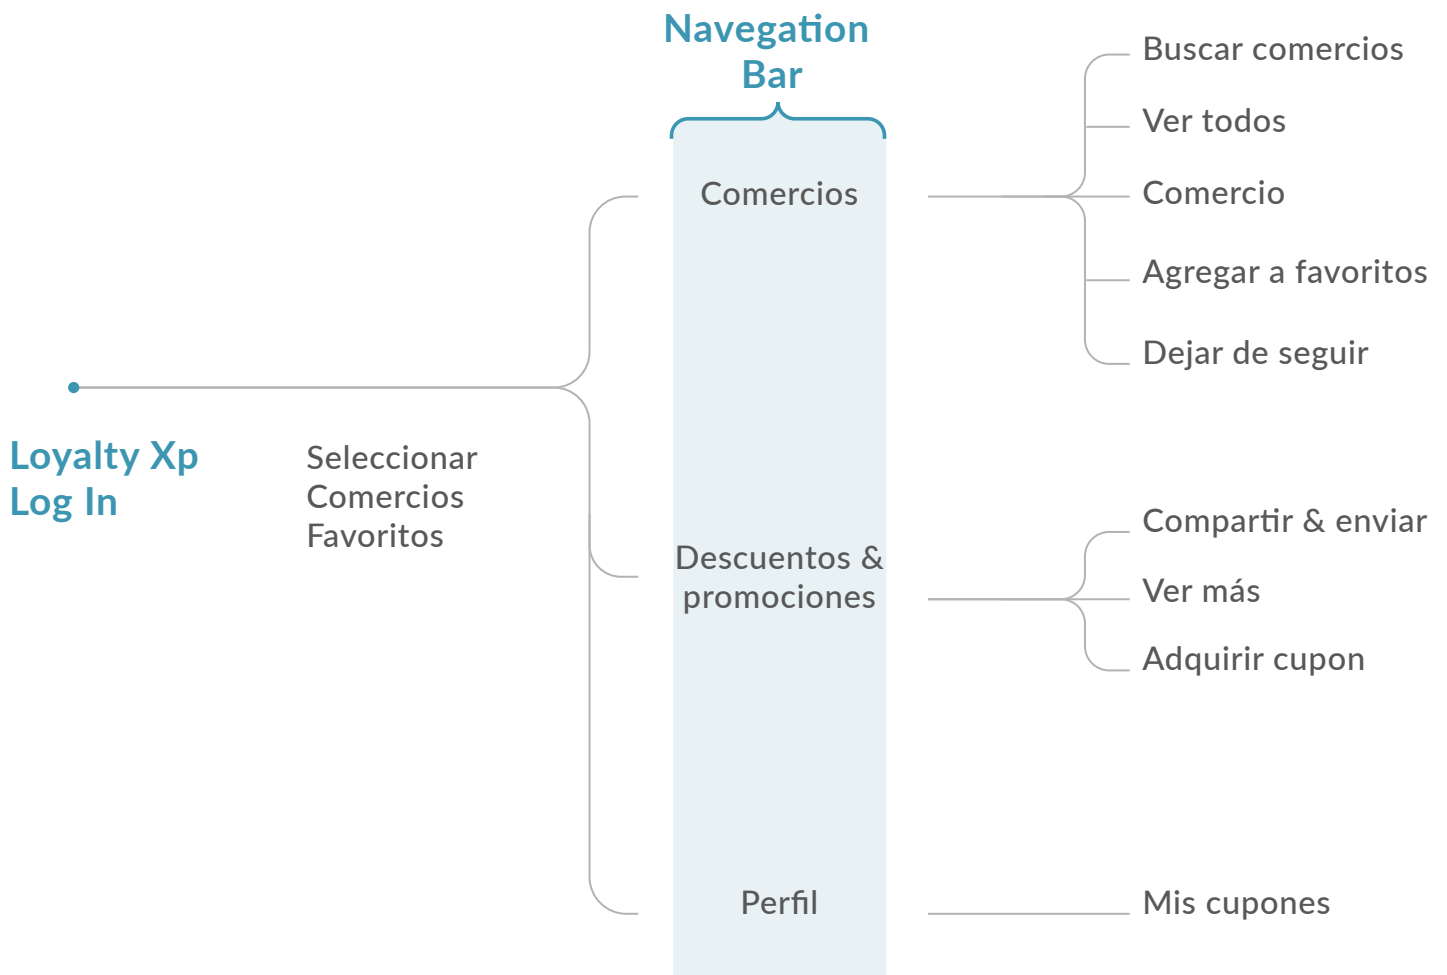 Navegation
Bar
Loyalty Xp
Log In
Seleccionar
Comercios
Favoritos
Comercios
Buscar comercios
Ver todos
Comercio
Agregar a favoritos
Dejar de seguir
Descuentos &
promociones
Compartir & enviar
Ver más
Adquirir cupon
Perfil
Mis cupones